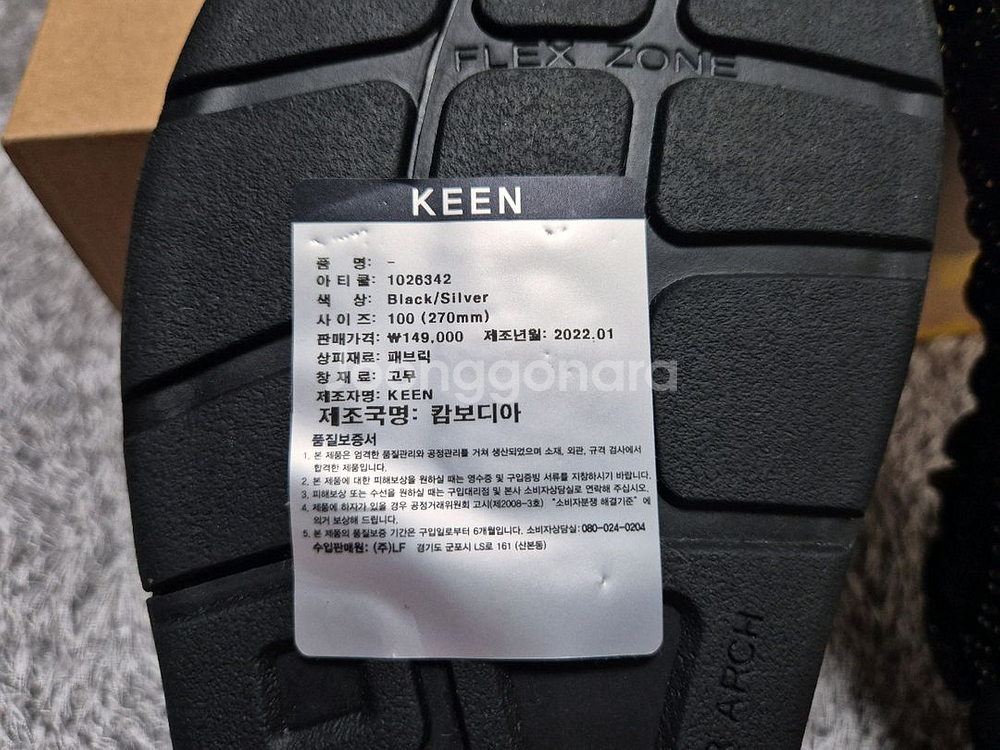 FLEX ZONE
KEEN
품 명: -
아 티 클: 1026342
색 상: Black/Silver
사 이 즈: 100 (270mm)
판매가격: ₩149,000 제조년월: 2022.01
상피재료: 패브릭
창 재 료: 고무
joonggonara
제조자명: KEEN
제조국명: 캄보디아
품질보증서
1. 본 제품은 엄격한 품질관리와 공정관리를 거쳐 생산되었으며 소재, 외관, 규격 검사에서
합격한 제품입니다.
2. 본 제품에 대한 피해보상을 원하실 때는 영수증 및 구입증빙 서류를 지참하시기 바랍니다.
3. 피해보상 또는 수선을 원하실 때는 구입대리점 및 본사 소비자상담실로 연락해 주십시오.
4. 제품에 하자가 있을 경우 공정거래위원회 고시(제2008-3호) "소비자분쟁 해결기준" 에
의거 보상해 드립니다.
5. 본 제품의 품질보증 기간은 구입일로부터 6개월입니다. 소비자상담실: 080-024-0204
수입판매원: (주)LF 경기도 군포시 LS로 161 (산본동)
ARCH